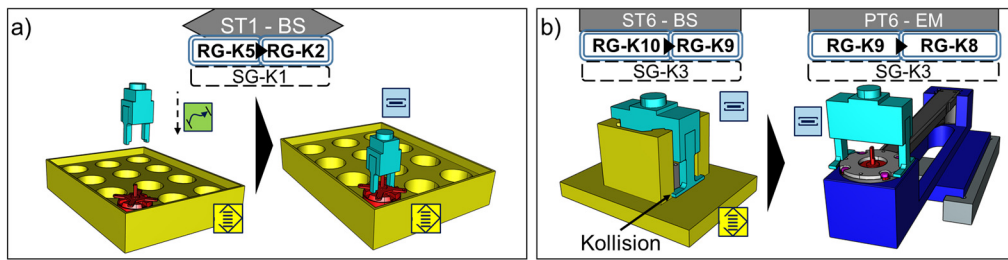 a)
ST1 - BS
RG-K5 RG-K2
SG-K1
b)
ST6 - BS
RG-K10 RG-K9
SG-K3
Kollision
PT6 - EM
RG-K9 RG-K8
SG-K3